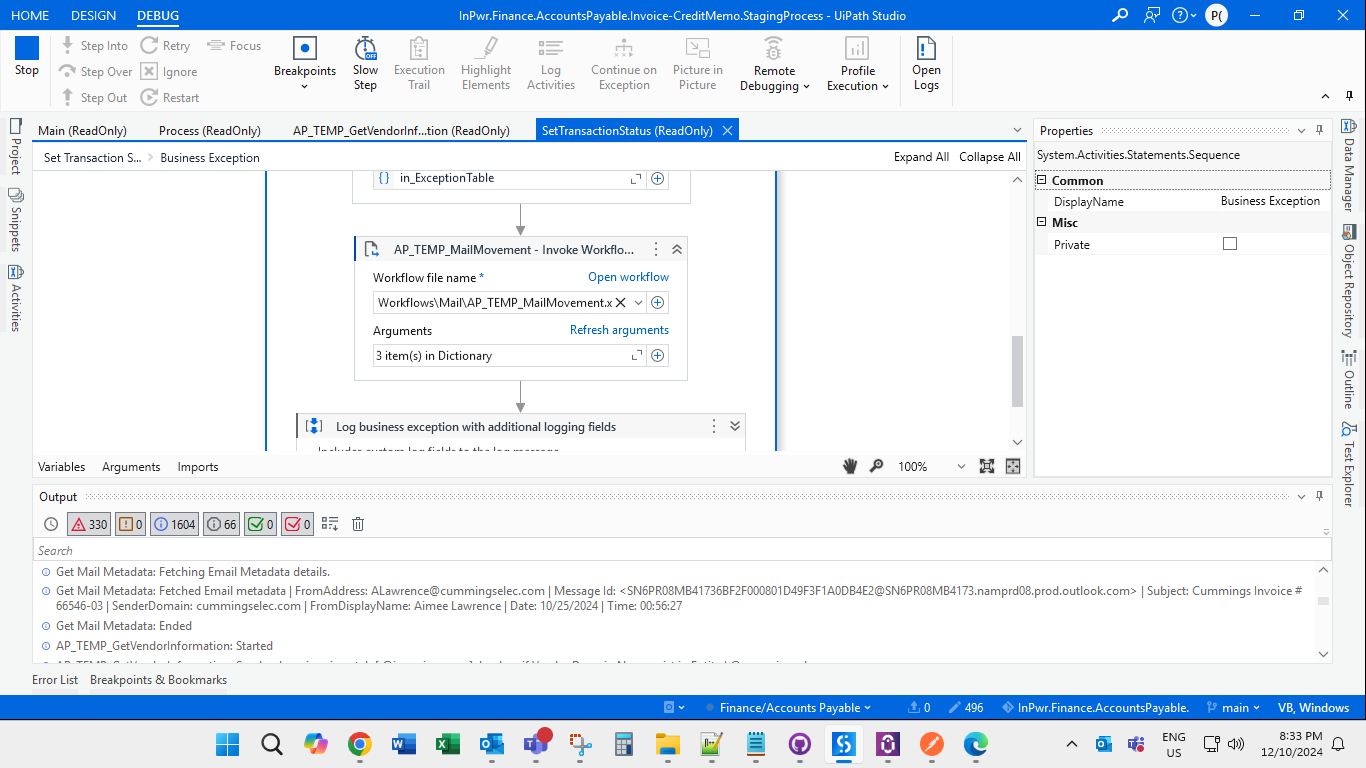 HOME DESIGN DEBUG InPwr.Finance.AccountsPayable.Invoice-CreditMemo.StagingProcess - UiPath Studio P(
Stop
Step Into Retry Focus
Step Over Ignore
Step Out Restart
Breakpoints
Slow
Step
Execution
Trail
Highlight
Elements
Log
Activities
Continue on
Exception
Picture in
Picture
Remote
Debugging
Profile
Execution
Open
Logs
Project
Snippets
Activities
Main (ReadOnly) Process (ReadOnly) AP_TEMP_GetVendorInf...tion (ReadOnly) SetTransactionStatus (ReadOnly)
Set Transaction S... Business Exception Expand All Collapse All
{} in_ExceptionTable
AP_TEMP_MailMovement - Invoke Workflo...
Workflow file name * Open workflow
Workflows\Mail\AP_TEMP_MailMovement.x
Arguments Refresh arguments
3 item(s) in Dictionary
Log business exception with additional logging fields
Includes custom log fields to the log message
Variables Arguments Imports 100%
Properties
System.Activities.Statements.Sequence
Common
DisplayName Business Exception
Misc
Private
Data Manager
Object Repository
Outline
Test Explorer
Output
330 0 1604 66 0 0
Search
Get Mail Metadata: Fetching Email Metadata details.
Get Mail Metadata: Fetched Email metadata | FromAddress: ALawrence@cummingselec.com | Message Id: <SN6PR08MB41736BF2F000801D49F3F1A0DB4E2@SN6PR08MB4173.namprd08.prod.outlook.com> | Subject: Cummings Invoice #
66546-03 | SenderDomain: cummingselec.com | FromDisplayName: Aimee Lawrence | Date: 10/25/2024 | Time: 00:56:27
Get Mail Metadata: Ended
AP_TEMP_GetVendorInformation: Started
Error List Breakpoints & Bookmarks
Finance/Accounts Payable 0 496 InPwr.Finance.AccountsPayable. main VB, Windows
ENG
US
8:33 PM
12/10/2024